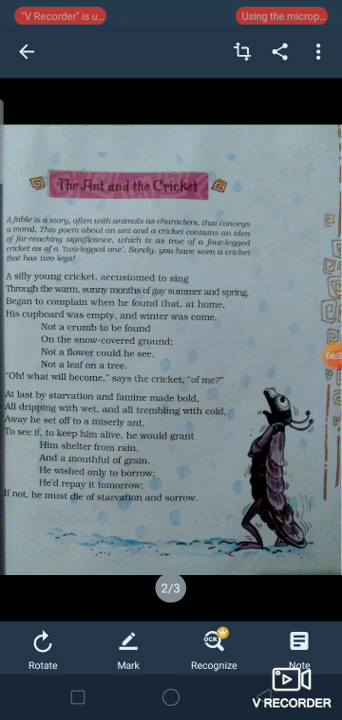 "V Recorder" is u...
Using the microp...
The Ant and the Cricket
A fable is a story, often with animals as characters, that conveys
a moral. This poem about an ant and a cricket contains an idea
of far-reaching significance, which is as true of a four-legged
cricket as of a 'two-legged one'. Surely, you have seen a cricket
that has two legs!
A silly young cricket, accustomed to sing
Through the warm, sunny months of gay summer and spring,
Began to complain when he found that, at home,
His cupboard was empty, and winter was come.
Not a crumb to be found
On the snow-covered ground;
Not a flower could he see,
Not a leaf on a tree.
"Oh! what will become," says the cricket, "of me?"
At last by starvation and famine made bold,
All dripping with wet, and all trembling with cold,
Away he set off to a miserly ant,
To see if, to keep him alive, he would grant
Him shelter from rain,
And a mouthful of grain.
He wished only to borrow;
He'd repay it tomorrow;
If not, he must die of starvation and sorrow.
2/3
OCR
Rotate
Mark
Recognize
Note
V RECORDER